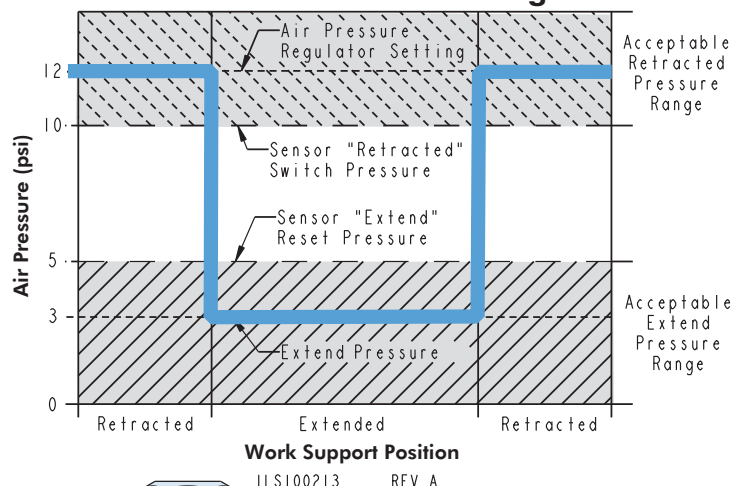 Air Pressure
Regulator Setting
Acceptable
Retracted
Pressure
Range
12
10
Sensor "Retracted"
Switch Pressure
Sensor "Extend"
Reset Pressure
Air Pressure (psi)
5
3
Acceptable
Extend
Pressure
Range
Extend Pressure
0
Retracted
Extended
Retracted
Work Support Position
REV A